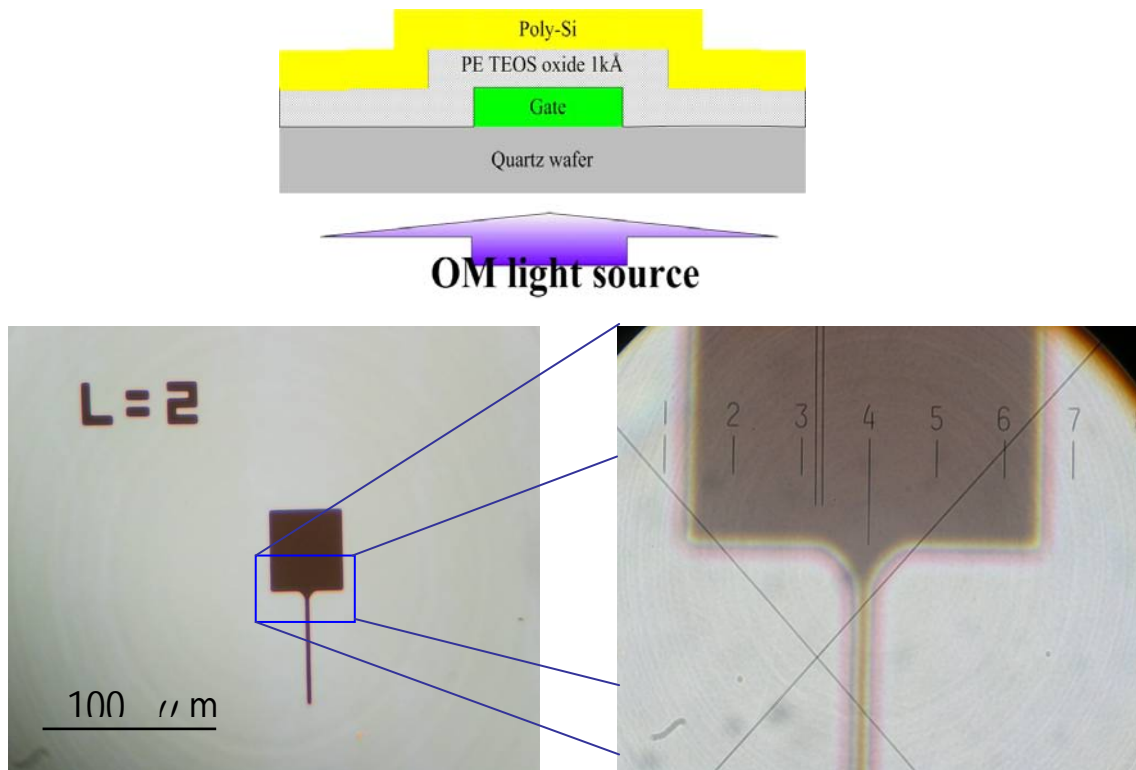 Poly-Si
PE TEOS oxide 1kÅ
Gate
Quartz wafer
OM light source
L=2
100 μm
1 2 3 4 5 6 7